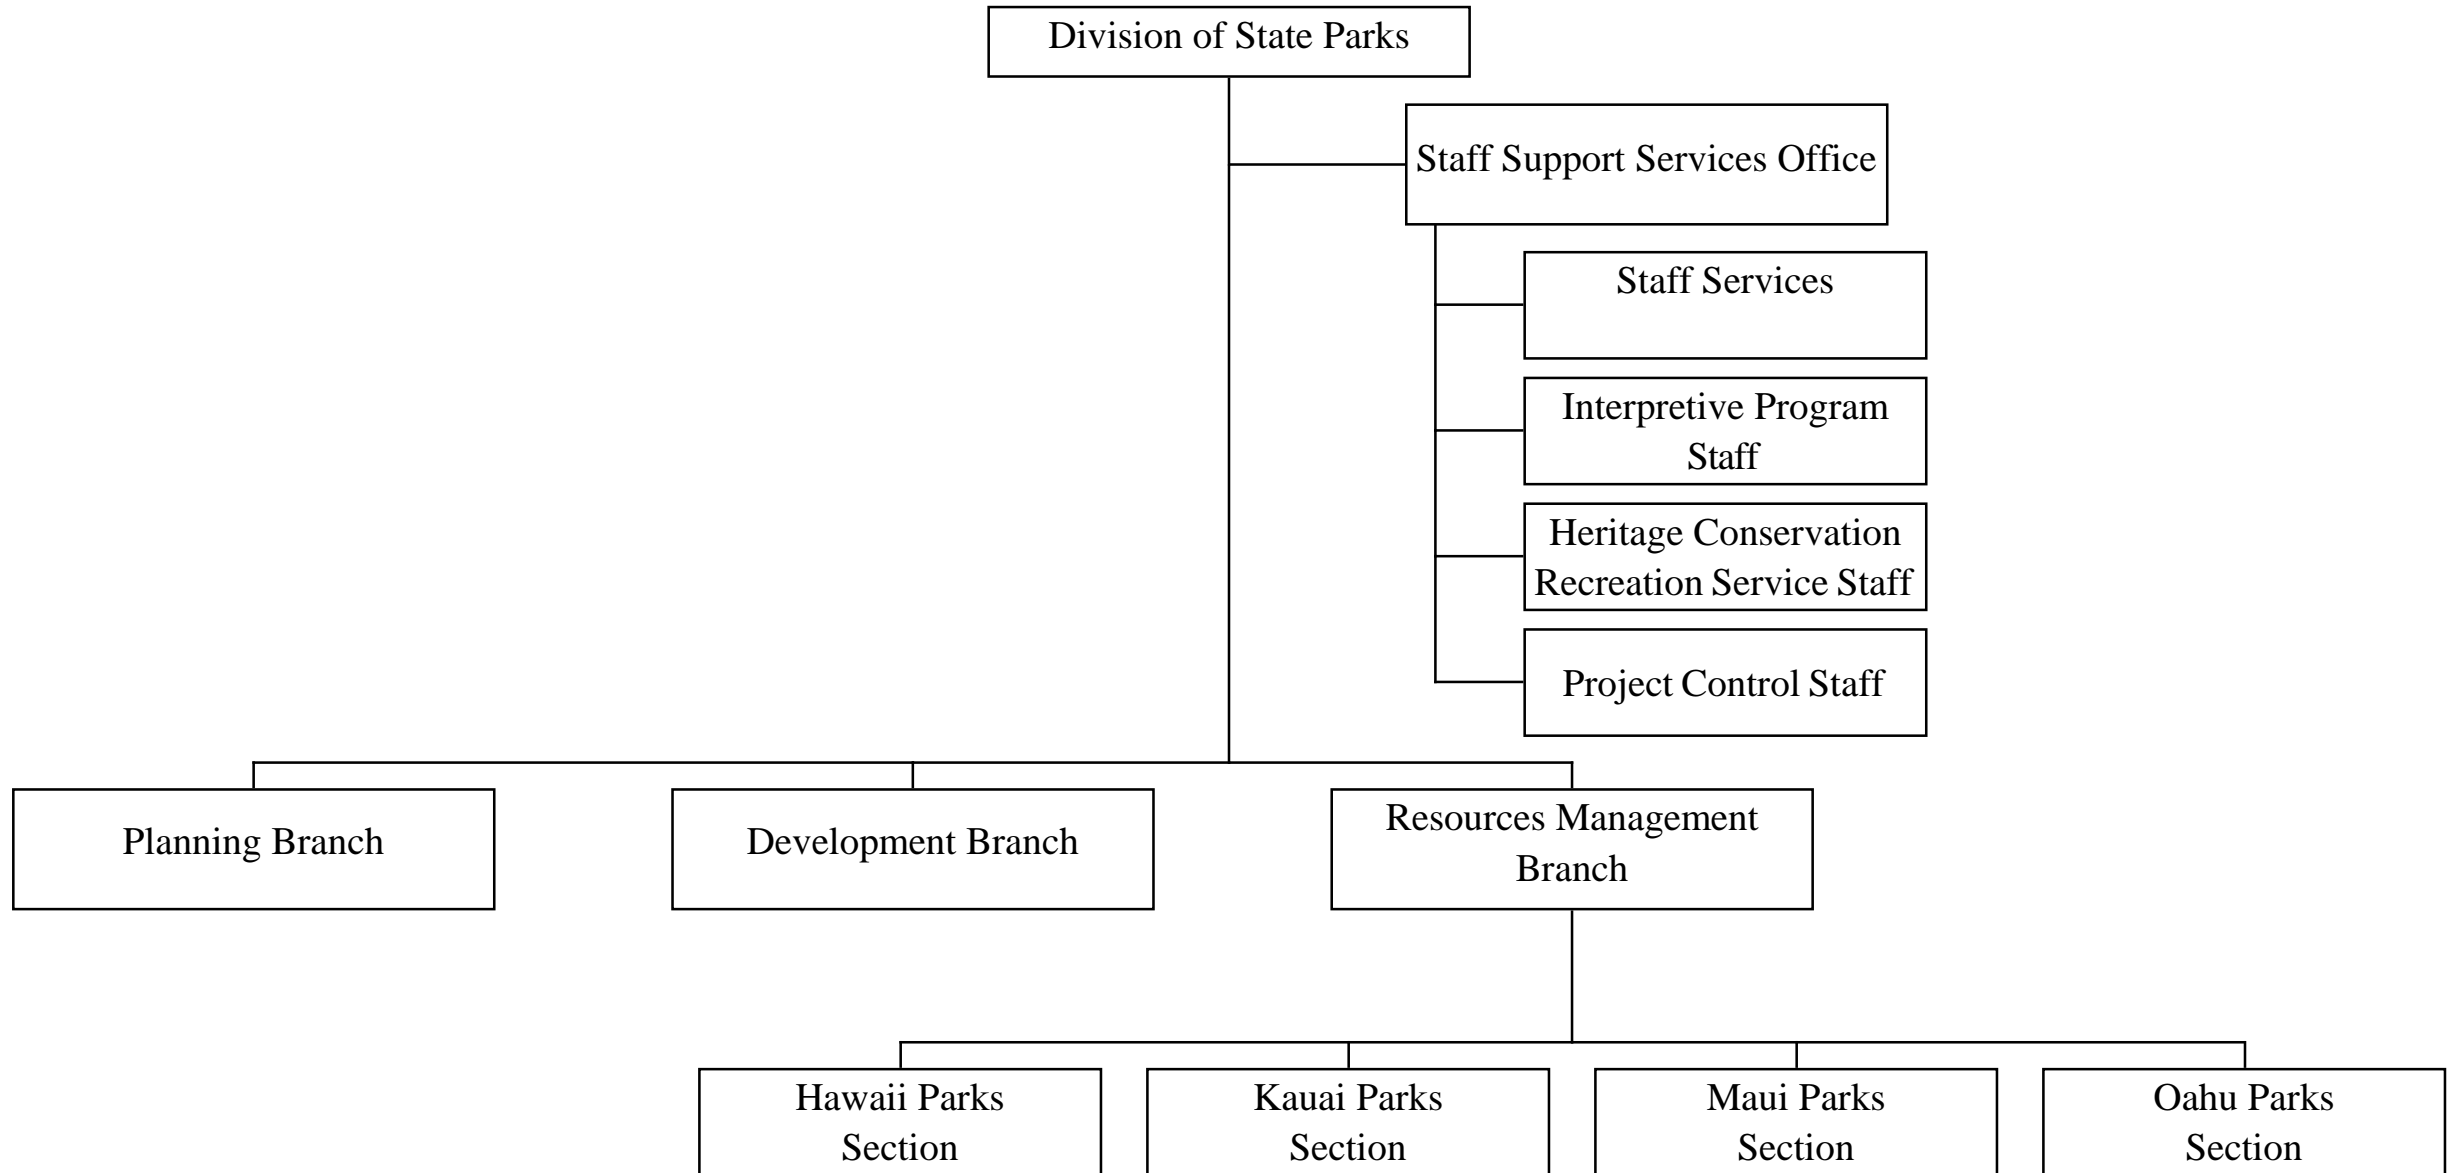 Division of State Parks
Staff Support Services Office
Staff Services
Interpretive Program
Staff
Heritage Conservation
Recreation Service Staff
Project Control Staff
Planning Branch
Development Branch
Resources Management
Branch
Hawaii Parks
Section
Kauai Parks
Section
Maui Parks
Section
Oahu Parks
Section